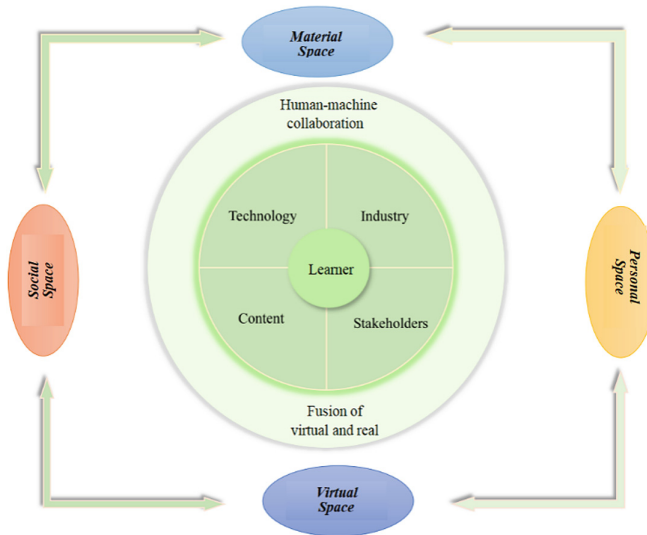 Material
Space
Human-machine
collaboration
Technology
Industry
Social
Space
Learner
Personal
Space
Content
Stakeholders
Fusion of
virtual and real
Virtual
Space